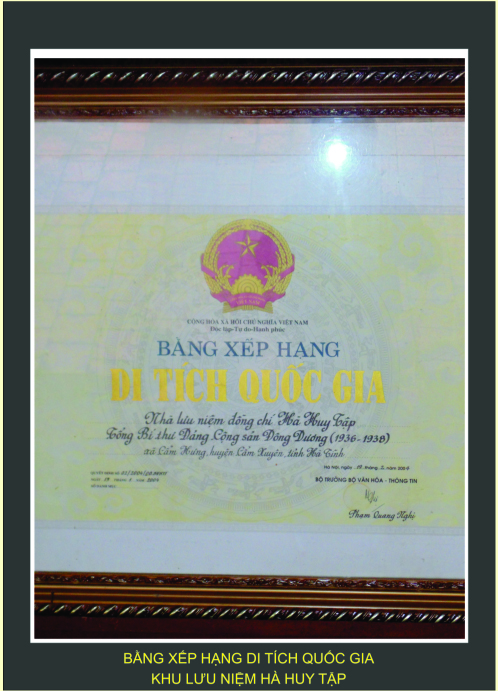 CỘNG HÒA XÃ HỘI CHỦ NGHĨA VIỆT NAM
Độc lập-Tự do-Hạnh phúc
BẰNG XẾP HẠNG
DI TÍCH QUỐC GIA
Nhà lưu niệm đồng chí Hà Huy Tập
Tổng Bí thư Đảng Cộng sản Đông Dương (1936-1938)
xã Cẩm Hưng, huyện Cẩm Xuyên, tỉnh Hà Tĩnh
Hà Nội, ngày
BỘ TRƯỞNG BỘ VĂN HÓA - THÔNG TIN
Phạm Quang Nghị
BẰNG XẾP HẠNG DI TÍCH QUỐC GIA
KHU LƯU NIỆM HÀ HUY TẬP